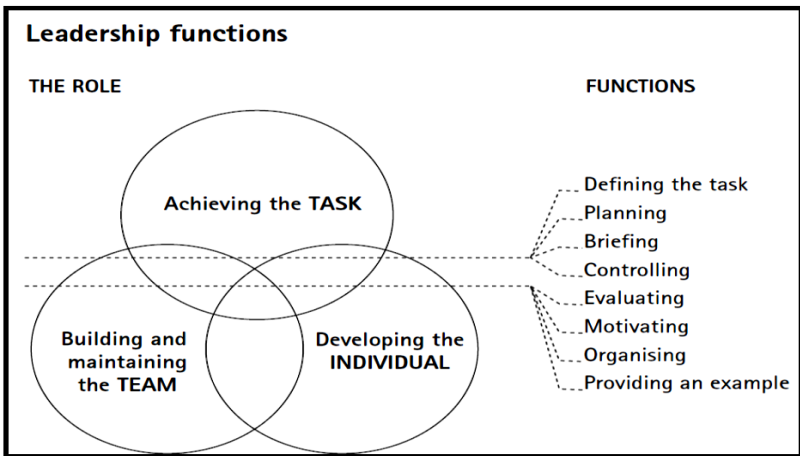 Leadership functions
THE ROLE
FUNCTIONS
Achieving the TASK
Building and
maintaining
the TEAM
Developing the
INDIVIDUAL
Defining the task
Planning
Briefing
Controlling
Evaluating
Motivating
Organising
Providing an example